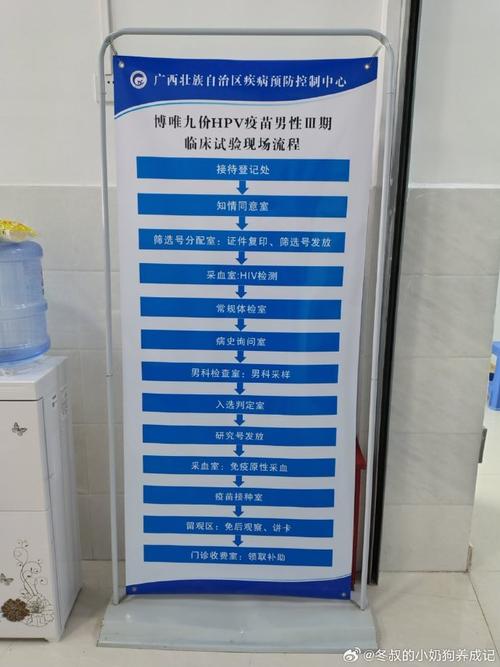 广西壮族自治区疾病预防控制中心
博唯九价HPV疫苗男性Ⅲ期
临床试验现场流程
接待登记处
知情同意室
筛选号分配室：证件复印、筛选号发放
采血室:HIV检测
常规体检室
病史询问室
男科检查室：男科采样
入选判定室
研究号发放
采血室：免疫原性采血
疫苗接种室
留观区：免后观察、讲卡
门诊收费室：领取补助
@冬叔的小奶狗养成记